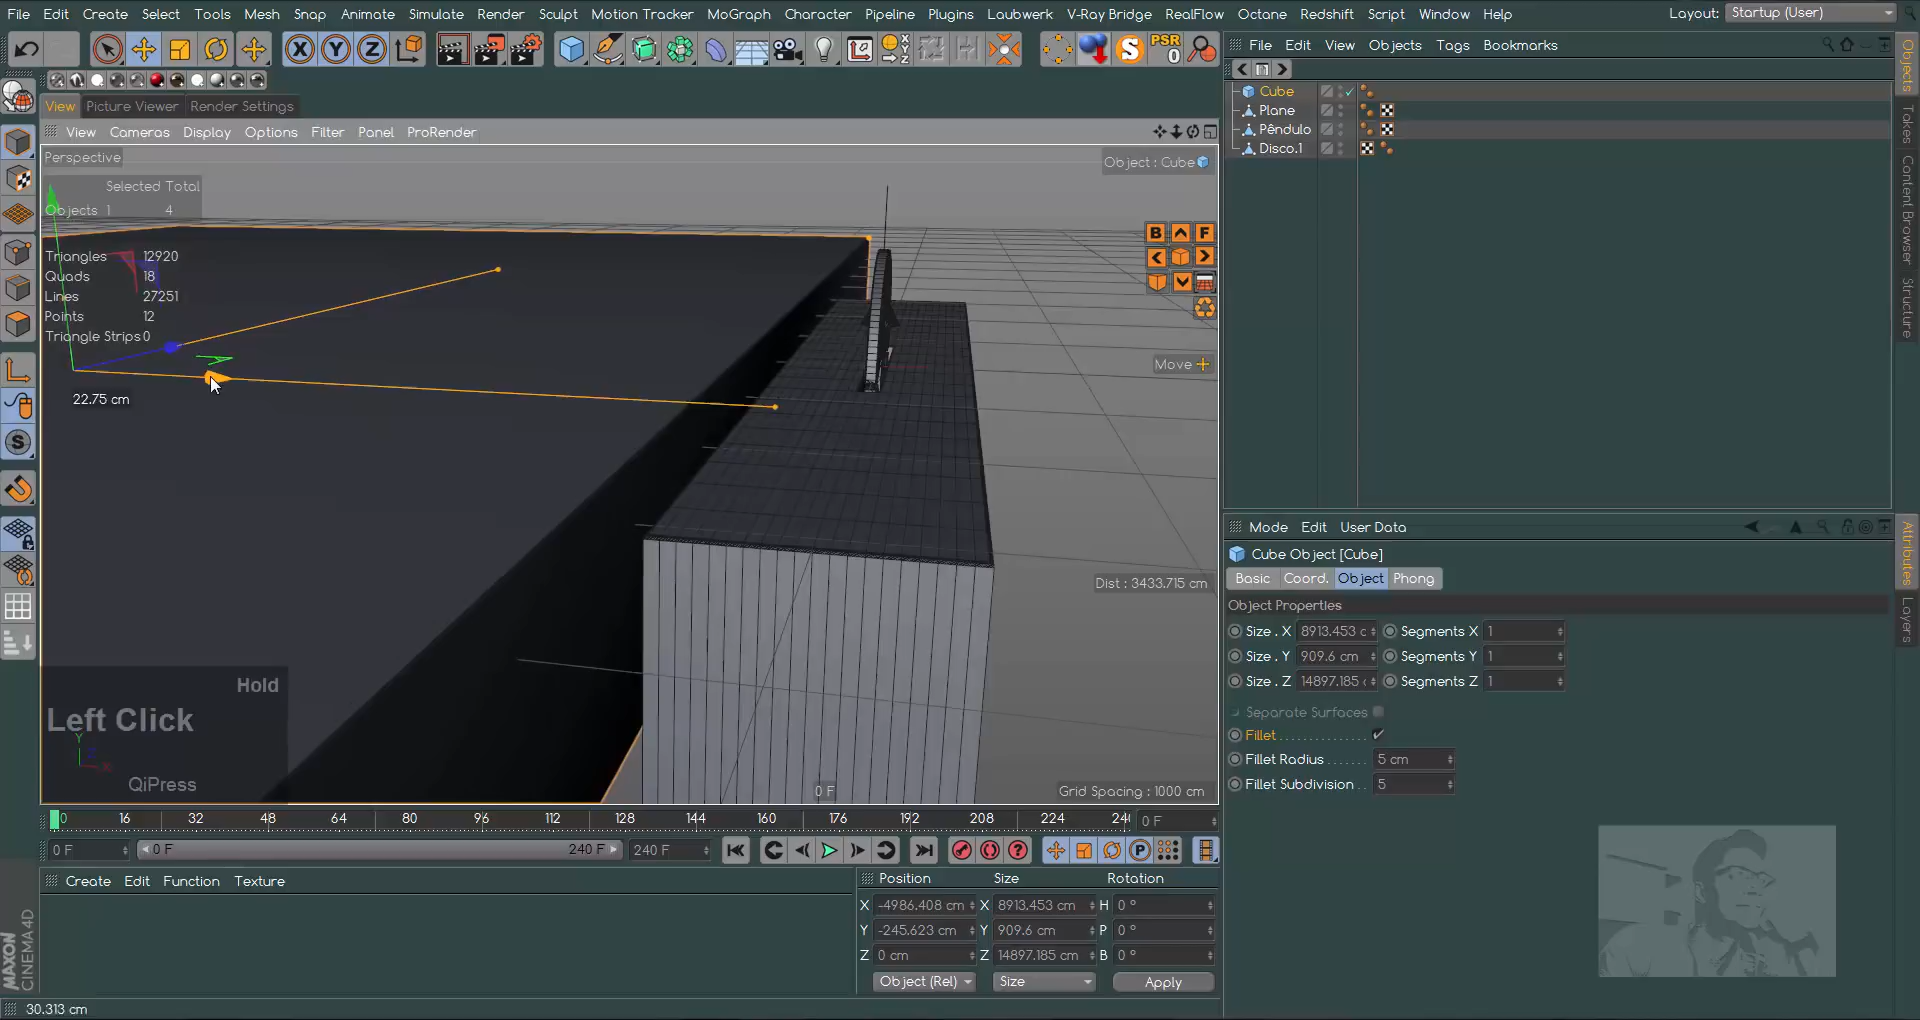 File Edit Create Select Tools Mesh Snap Animate Simulate Render Sculpt Motion Tracker MoGraph Character Pipeline Plugins Laubwerk V-Ray Bridge RealFlow Octane Redshift Script Window Help Layout: Startup (User)
X Y Z S PSR 0
File Edit View Objects Tags Bookmarks
View Picture Viewer Render Settings
View Cameras Display Options Filter Panel ProRender
Cube
Plane
Pêndulo
Disco.1
Objects
Takes
Content Browser
Structure
Perspective
Object : Cube
Selected Total
Objects 1 4
Triangles 12920
Quads 18
Lines 27251
Points 12
Triangle Strips 0
B F
Move
22.75 cm
Dist : 3433.715 cm
Hold
Left Click
Y
X
QiPress
0 F
Grid Spacing : 1000 cm
Mode Edit User Data
Cube Object [Cube]
Basic Coord. Object Phong
Object Properties
Size . X 8913.453 c Segments X 1
Size . Y 909.6 cm Segments Y 1
Size . Z 14897.185 Segments Z 1
Separate Surfaces
Fillet
Fillet Radius 5 cm
Fillet Subdivision 5
Attributes
Layers
0 16 32 48 64 80 96 112 128 144 160 176 192 208 224 24 0 F
0 F 0 F 240 F 240 F
P
Create Edit Function Texture
Position Size Rotation
X -4986.408 cm X 8913.453 cm H 0 °
Y -245.623 cm Y 909.6 cm P 0 °
Z 0 cm Z 14897.185 cm B 0 °
Object (Rel) Size Apply
MAXON
CINEMA 4D
30.313 cm